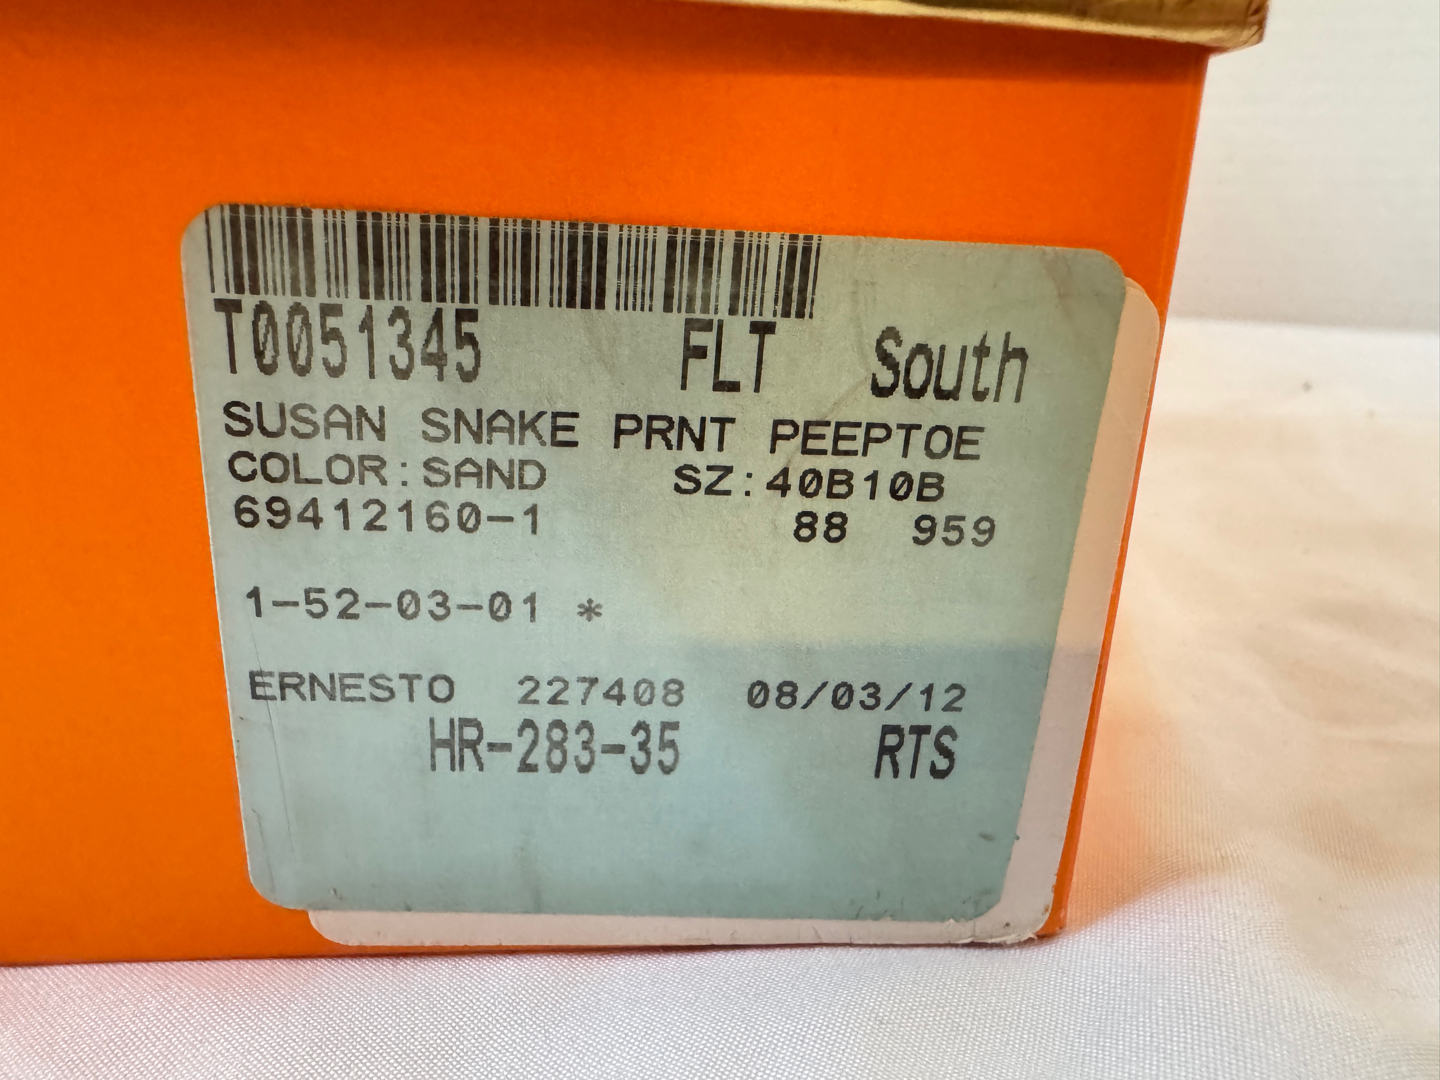 T0051345 FLT South
SUSAN SNAKE PRNT PEEPTOE
COLOR:SAND SZ:40B10B
69412160-1 88 959
1-52-03-01 *
ERNESTO 227408 08/03/12
HR-283-35 RTS